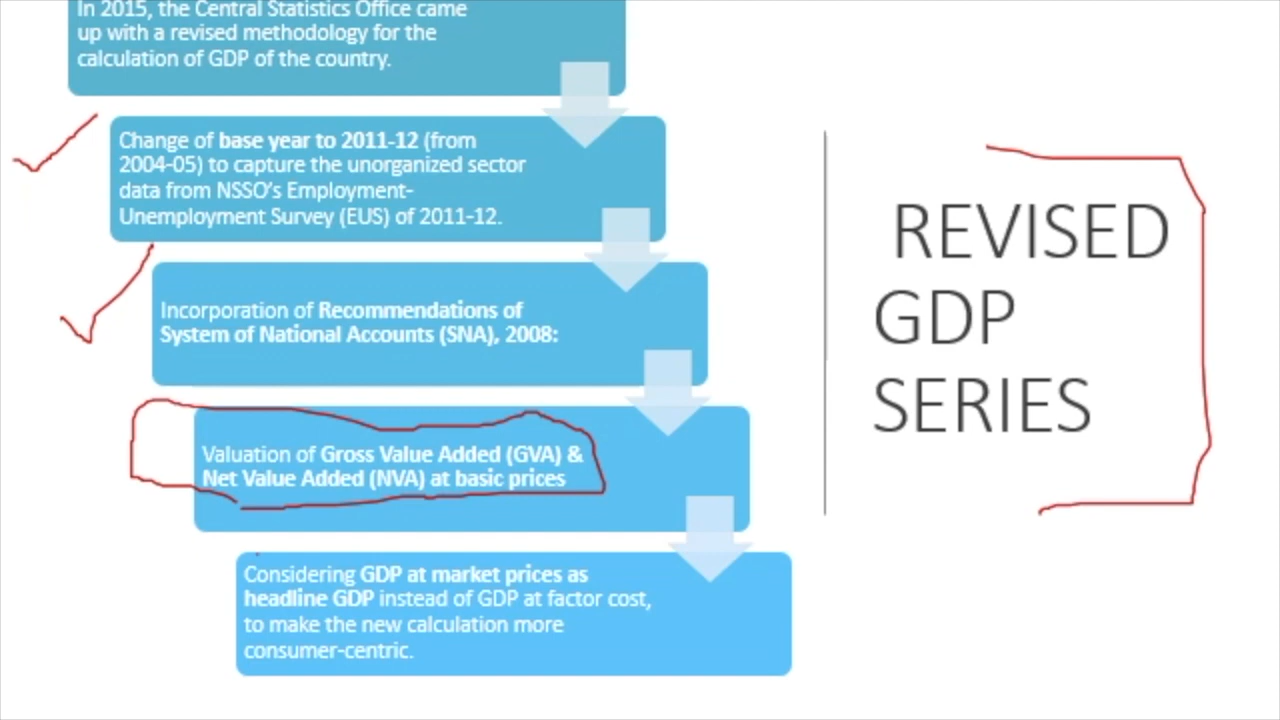 In 2015, the Central Statistics Office came
up with a revised methodology for the
calculation of GDP of the country.
Change of base year to 2011-12 (from
2004-05) to capture the unorganized sector
data from NSSO's Employment-
Unemployment Survey (EUS) of 2011-12.
Incorporation of Recommendations of
System of National Accounts (SNA), 2008:
Valuation of Gross Value Added (GVA) &
Net Value Added (NVA) at basic prices
Considering GDP at market prices as
headline GDP instead of GDP at factor cost,
to make the new calculation more
consumer-centric.
REVISED
GDP
SERIES